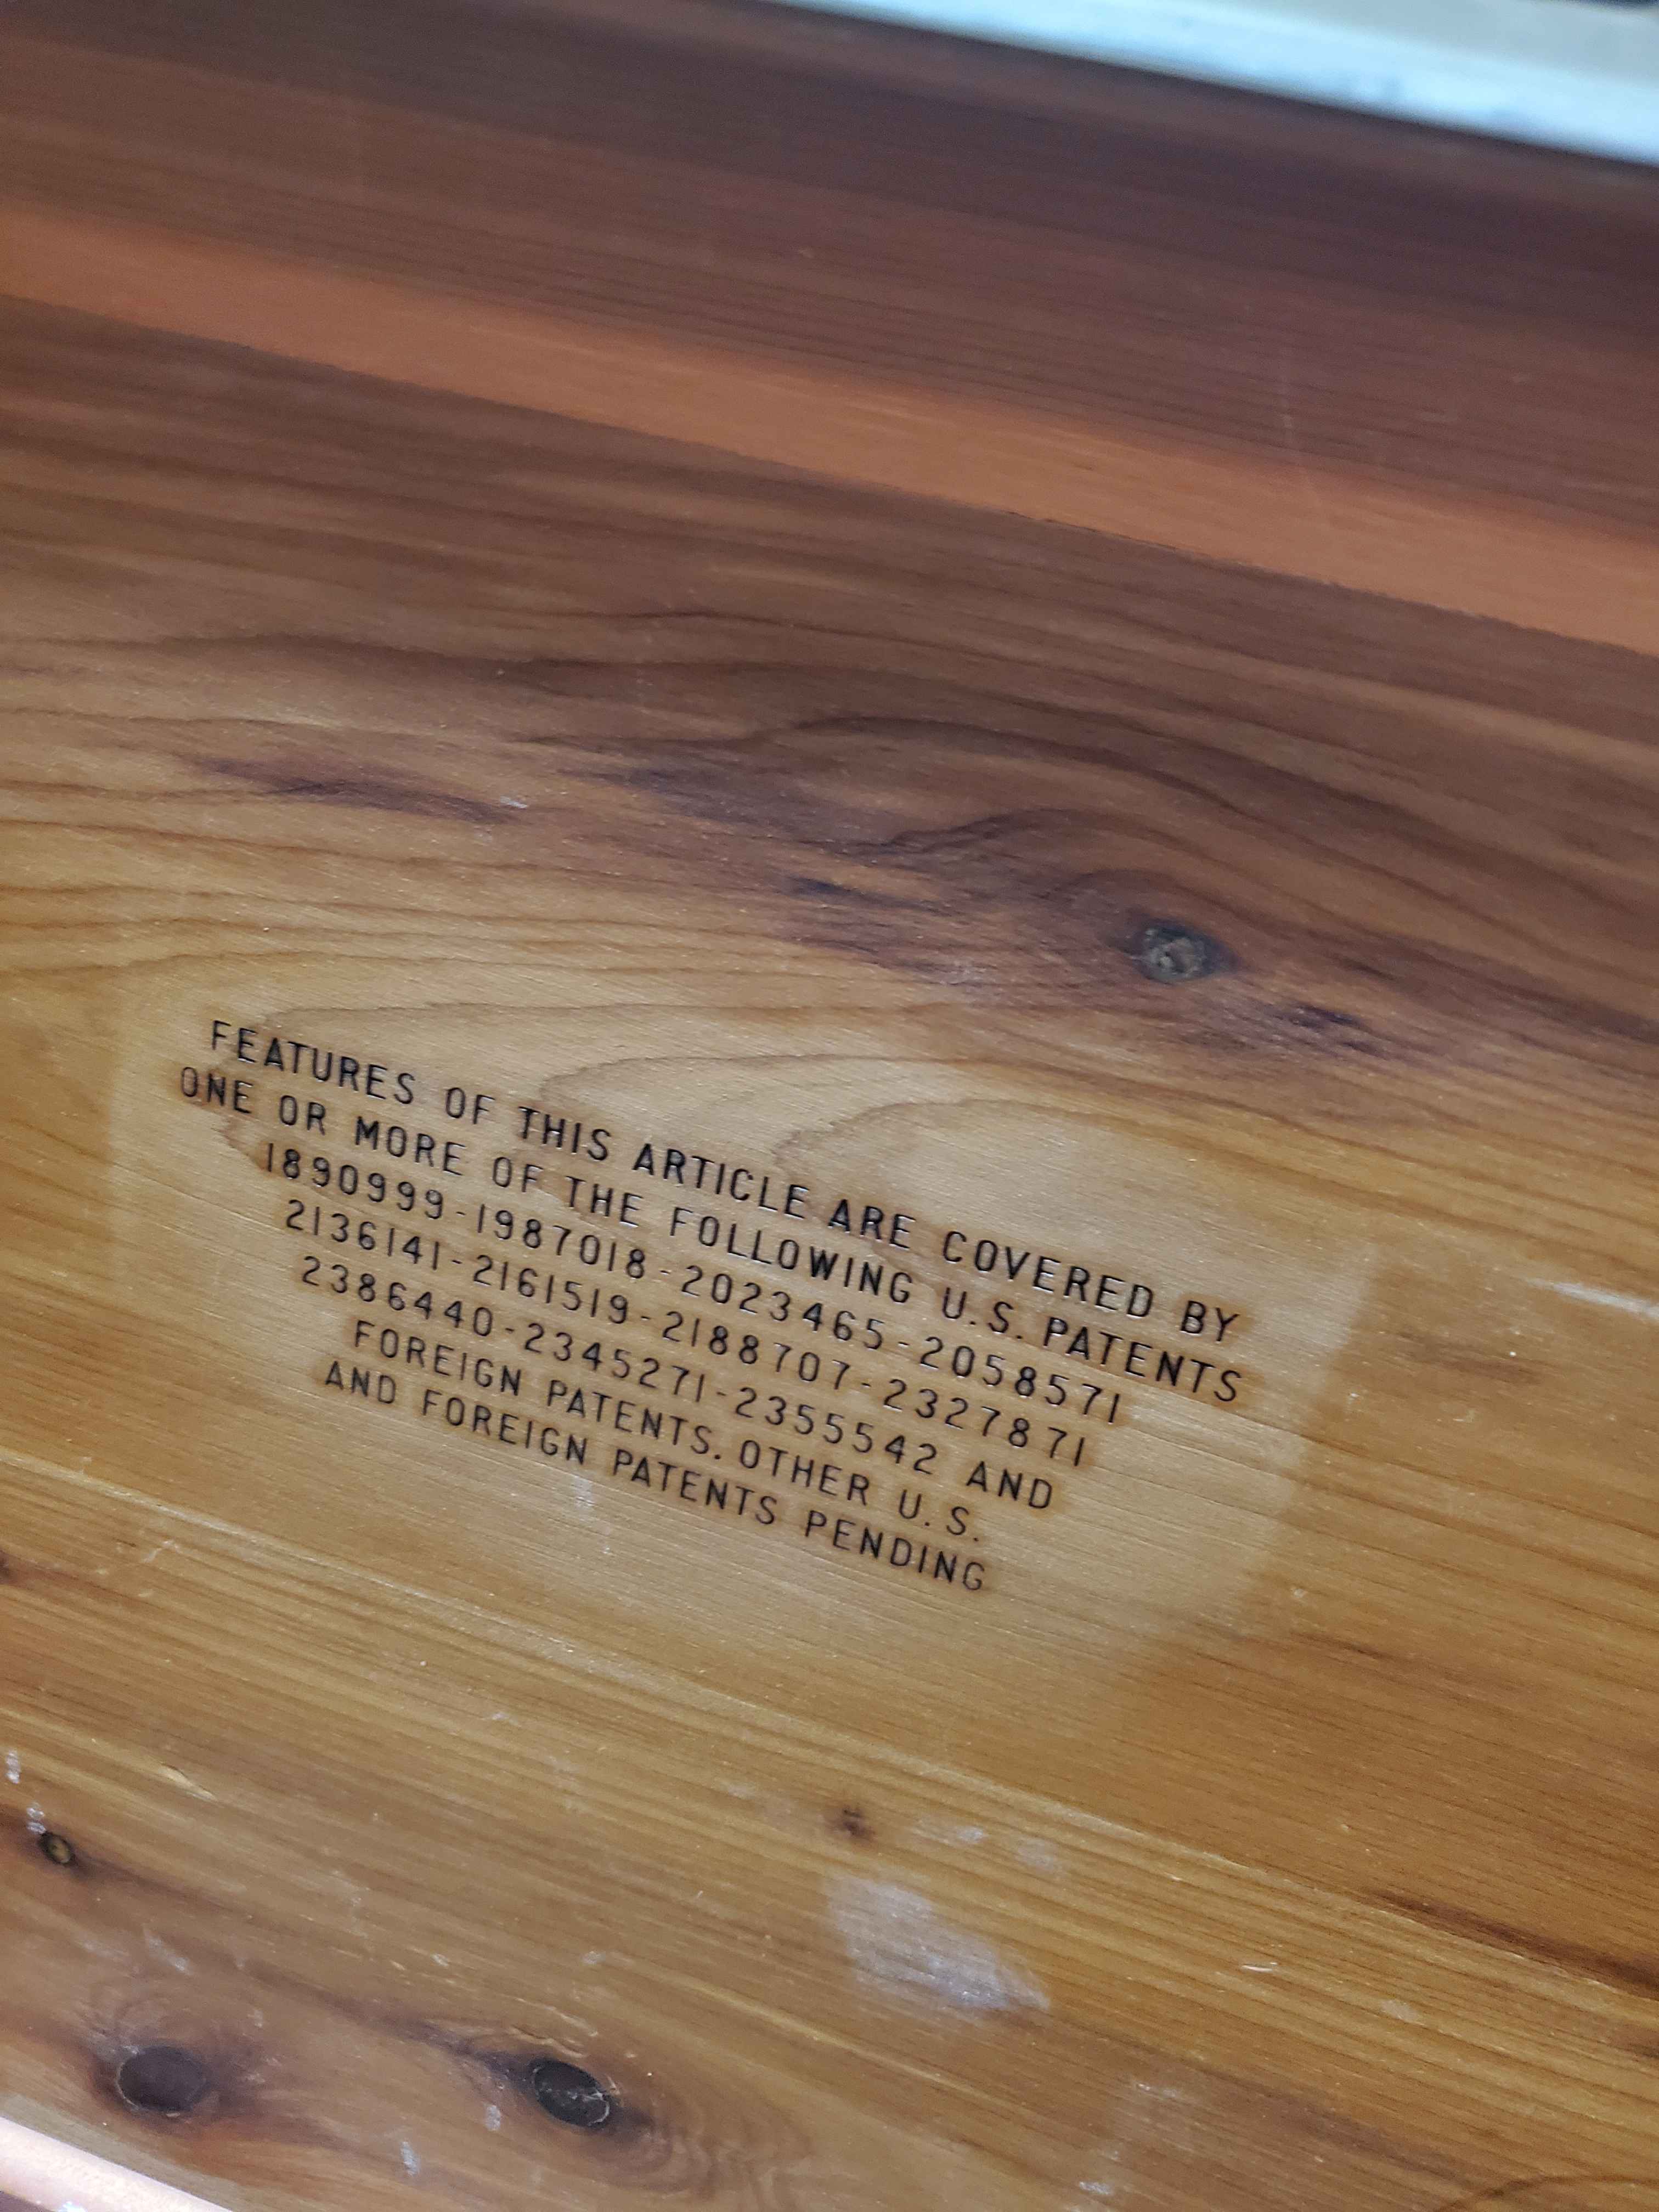 FEATURES OF THIS ARTICLE ARE COVERED BY
ONE OR MORE OF THE FOLLOWING U.S. PATENTS
1890999-1987018-2023465-2058571
2136141-2161519-2188707-2327871
2386440-2345271-2355542 AND
FOREIGN PATENTS. OTHER U.S.
AND FOREIGN PATENTS PENDING